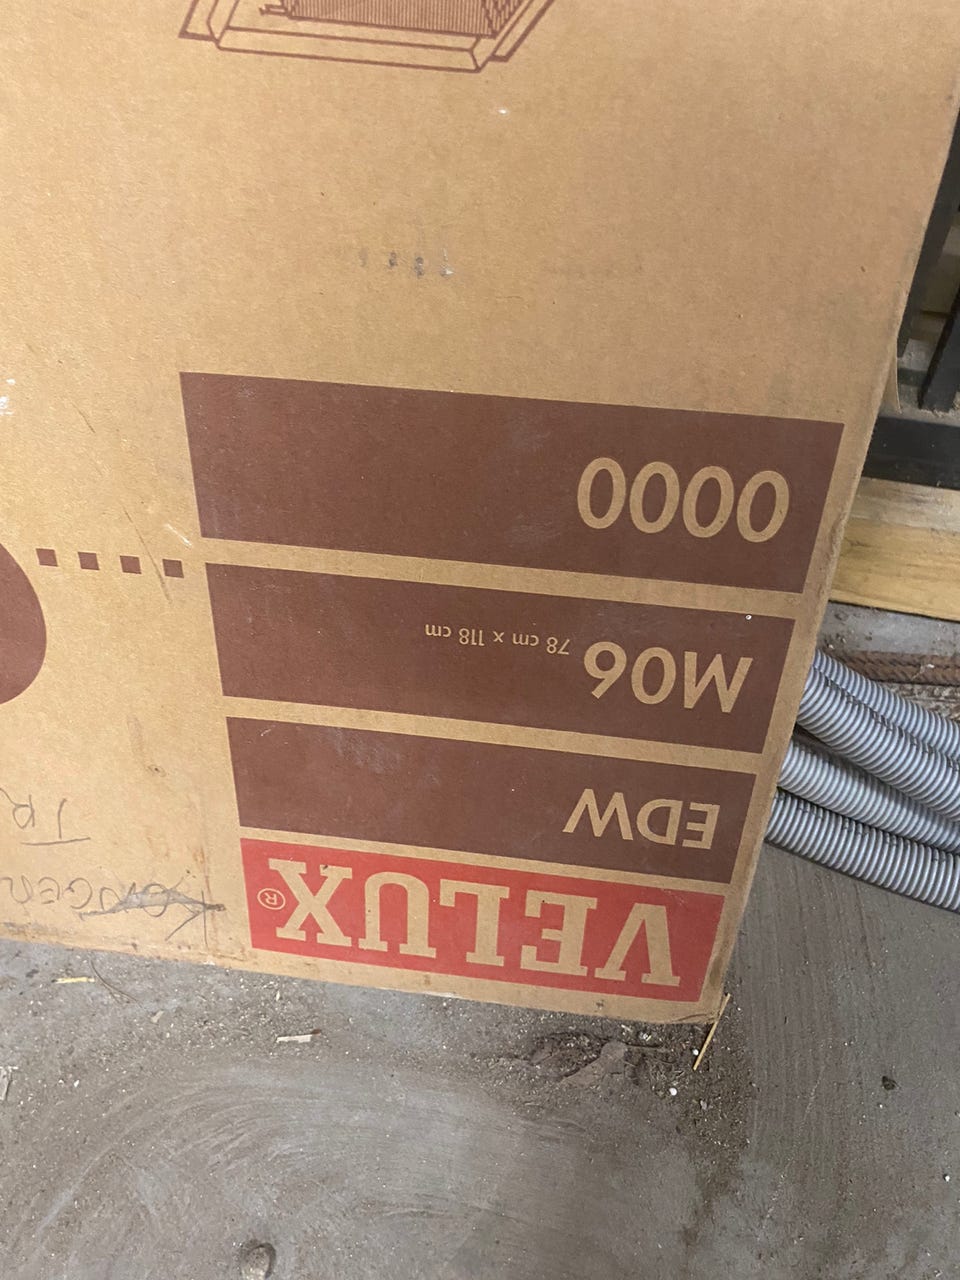 VELUX®
EDW
M06 78 cm x 118 cm
0000